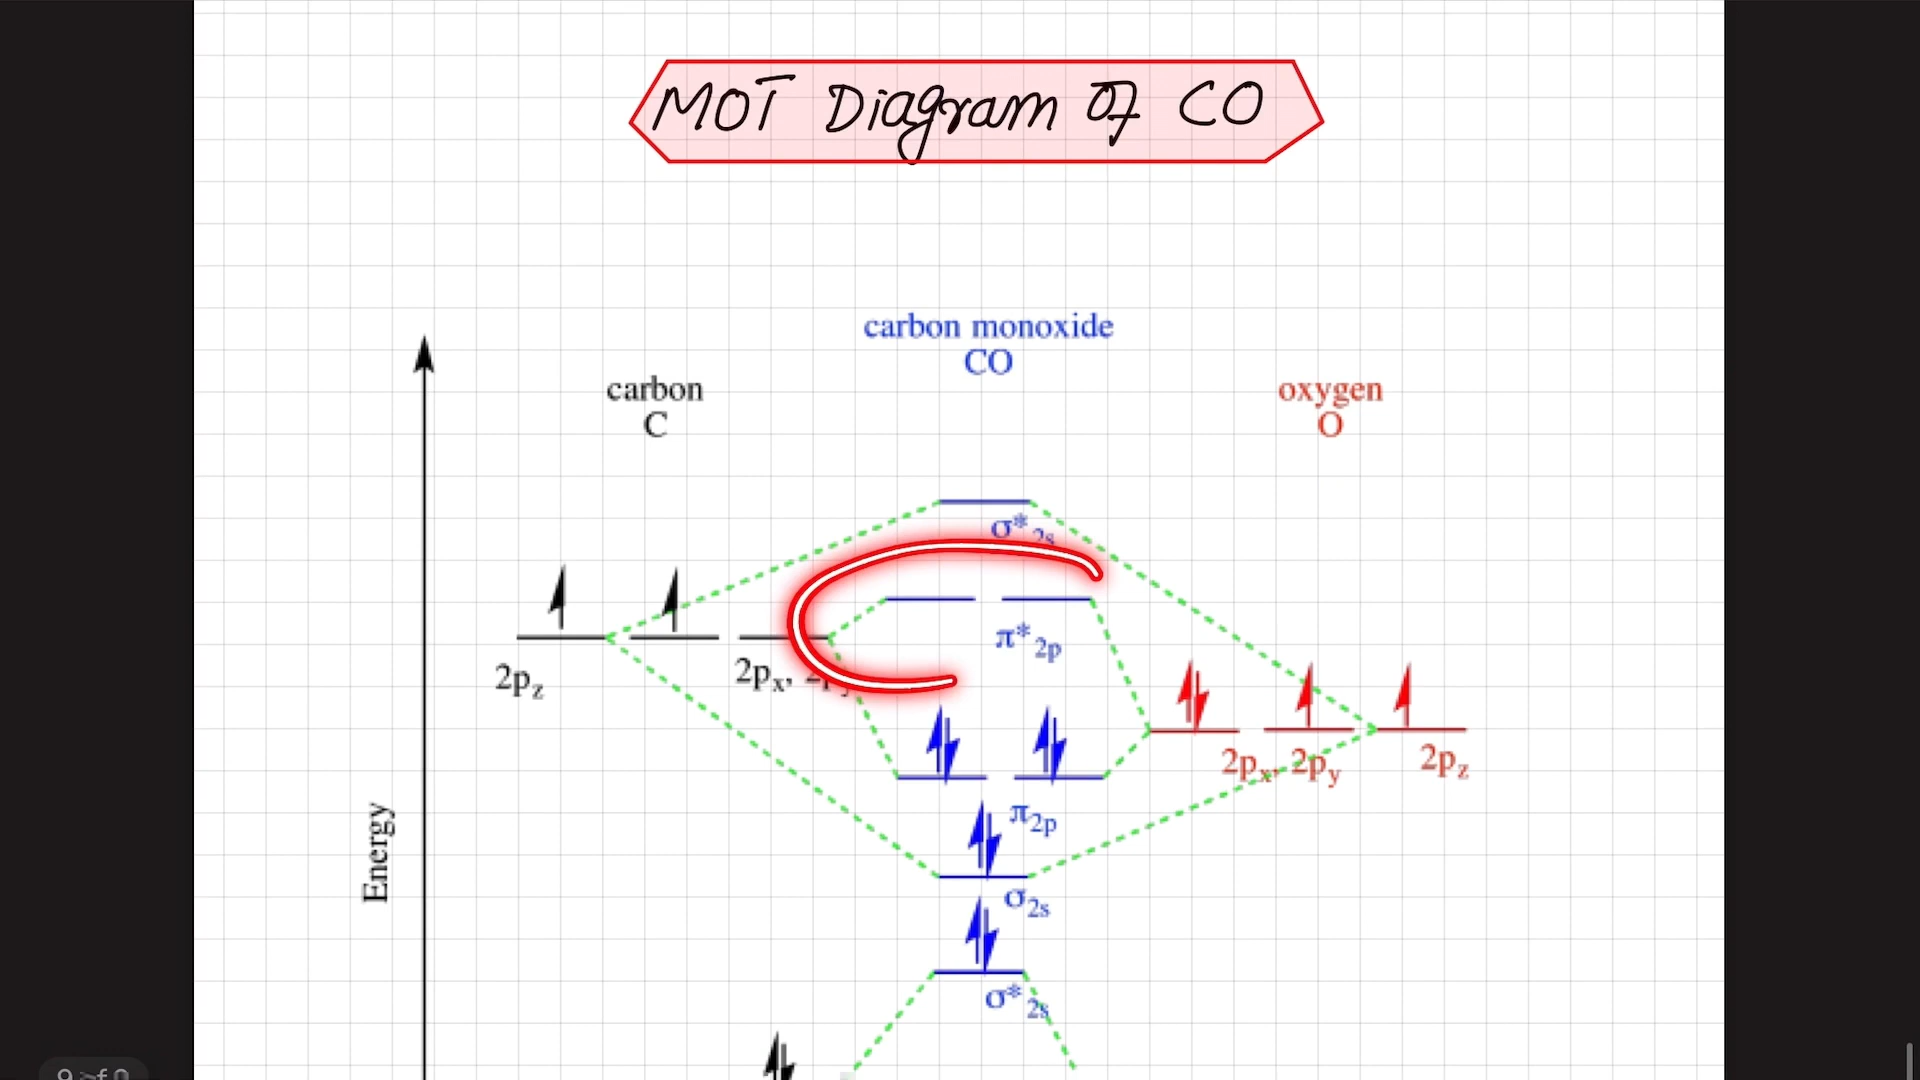 MOT Diagram Of CO
carbon monoxide
CO
carbon
C
oxygen
O
σ*2s
π*2p
2pz
2px,
2px, 2py
2pz
π2p
σ2s
σ*2s
Energy